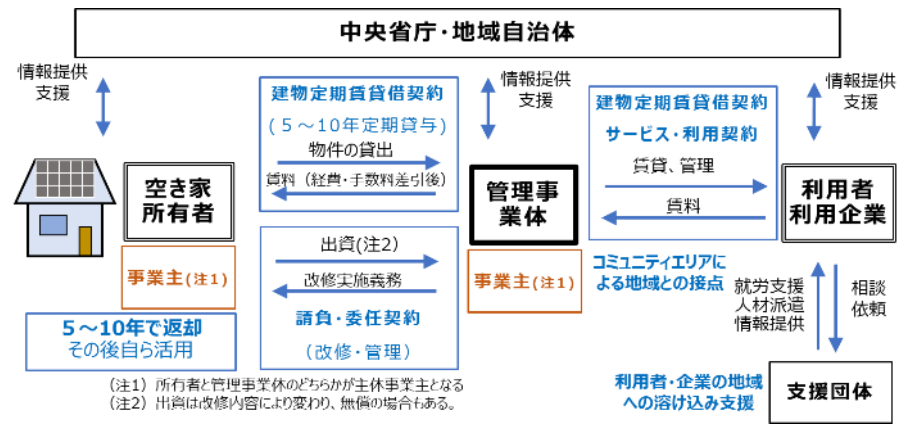 中央省庁・地域自治体
情報提供
支援
建物定期賃貸借契約
(5～10年定期貸与)
物件の貸出
賃料（経費・手数料差引後）
情報提供
支援
建物定期賃貸借契約
サービス・利用契約
賃貸、管理
賃料
情報提供
支援
空き家
所有者
管理事
業体
利用者
利用企業
事業主(注1)
出資(注2)
改修実施義務
請負・委任契約
（改修・管理）
事業主(注1)
コミュニティエリアに
よる地域との接点
就労支援
人材派遣
情報提供
相談
依頼
5～10年で返却
その後自ら活用
利用者・企業の地域
への溶け込み支援
支援団体
（注1）所有者と管理事業体のどちらかが主体事業主となる
（注2）出資は改修内容により変わり、無償の場合もある。